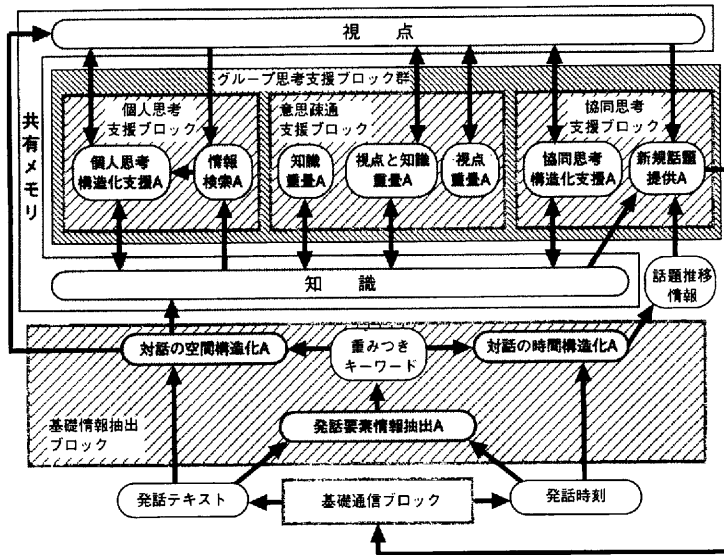 視 点
グループ思考支援ブロック群
共有メモリ
個人思考
支援ブロック
意思疎通
支援ブロック
協同思考
支援ブロック
個人思考
構造化支援A
情報
検索A
知識
重畳A
視点と知識
重畳A
視点
重畳A
協同思考
構造化支援A
新規話題
提供A
知 識
話題推移
情報
対話の空間構造化A
重みつき
キーワード
対話の時間構造化A
発話要素情報抽出A
基礎情報抽出
ブロック
発話テキスト
基礎通信ブロック
発話時刻